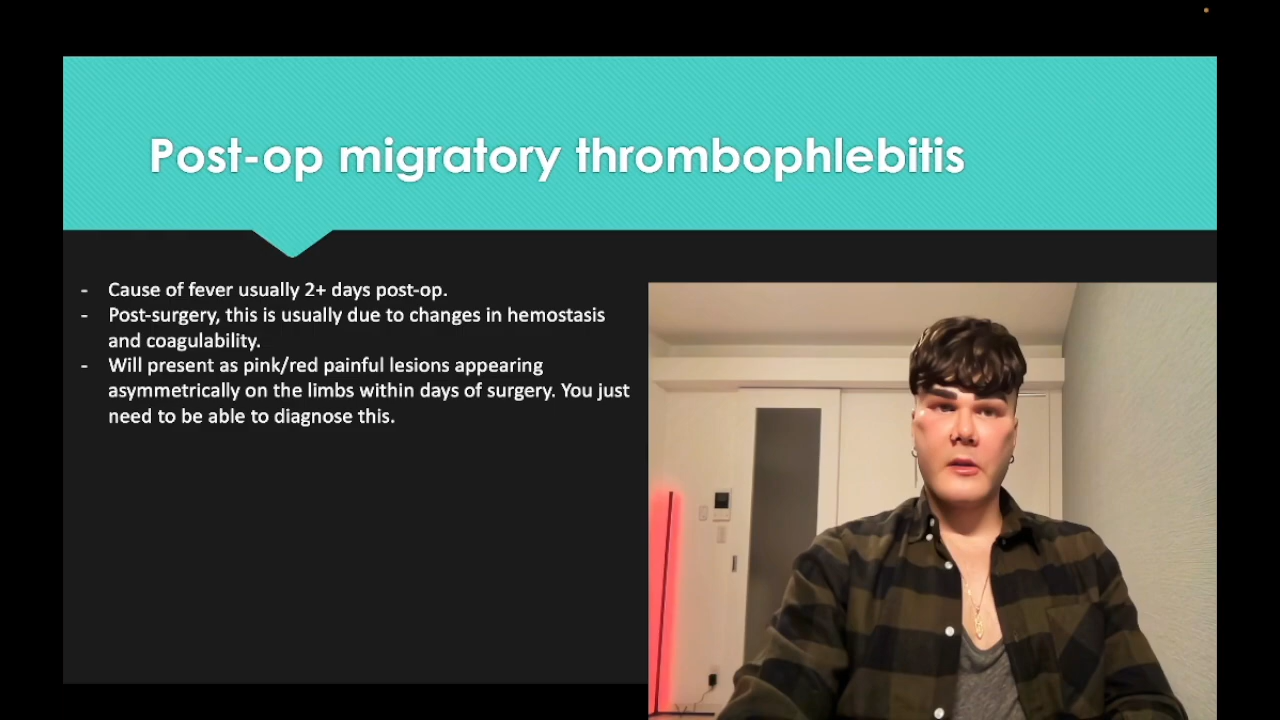 Post-op migratory thrombophlebitis
- Cause of fever usually 2+ days post-op.
- Post-surgery, this is usually due to changes in hemostasis
and coagulability.
- Will present as pink/red painful lesions appearing
asymmetrically on the limbs within days of surgery. You just
need to be able to diagnose this.